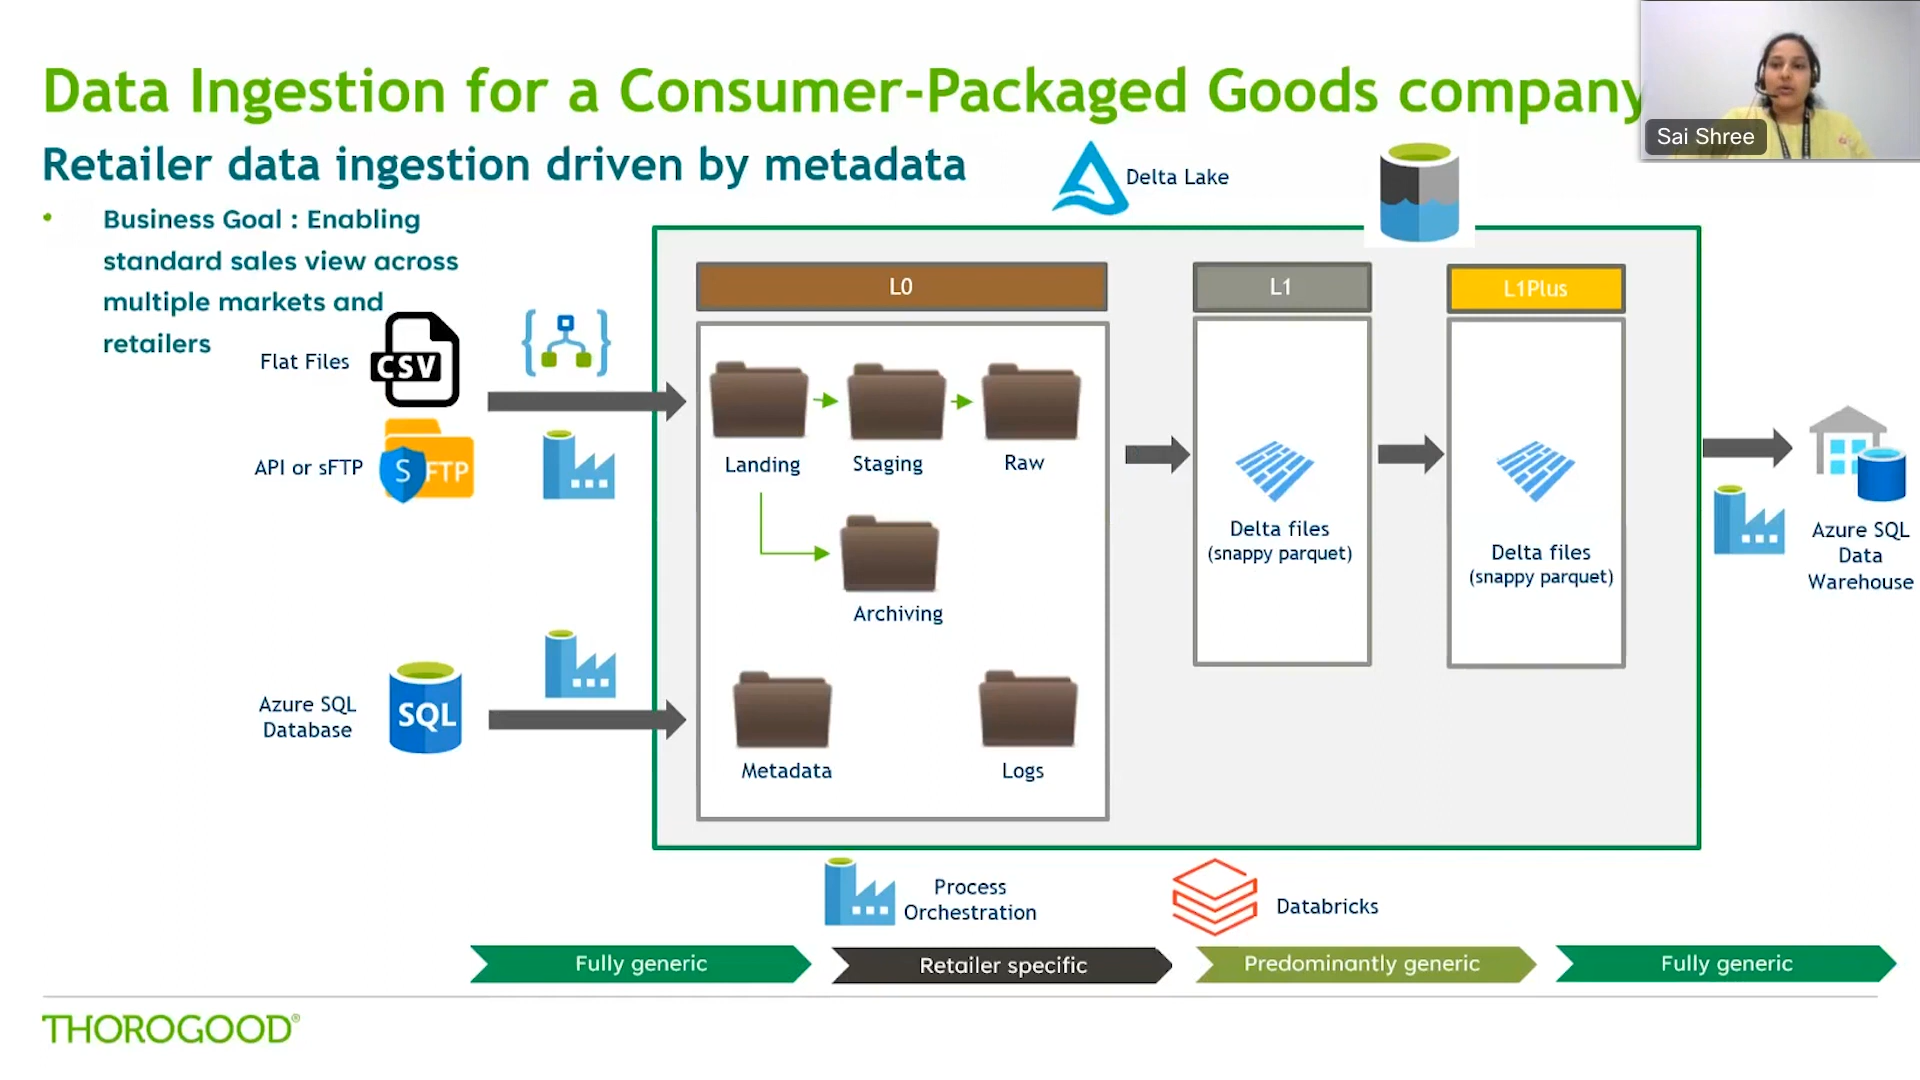 Data Ingestion for a Consumer-Packaged Goods company
Sai Shree
Retailer data ingestion driven by metadata
Delta Lake
• Business Goal : Enabling
standard sales view across
multiple markets and
retailers
Flat Files
CSV
API or sFTP
S FTP
Azure SQL
Database
SQL
L0
Landing
Staging
Raw
Archiving
Metadata
Logs
L1
Delta files
(snappy parquet)
L1Plus
Delta files
(snappy parquet)
Azure SQL
Data
Warehouse
Process
Orchestration
Databricks
Fully generic
Retailer specific
Predominantly generic
Fully generic
THOROGOOD®